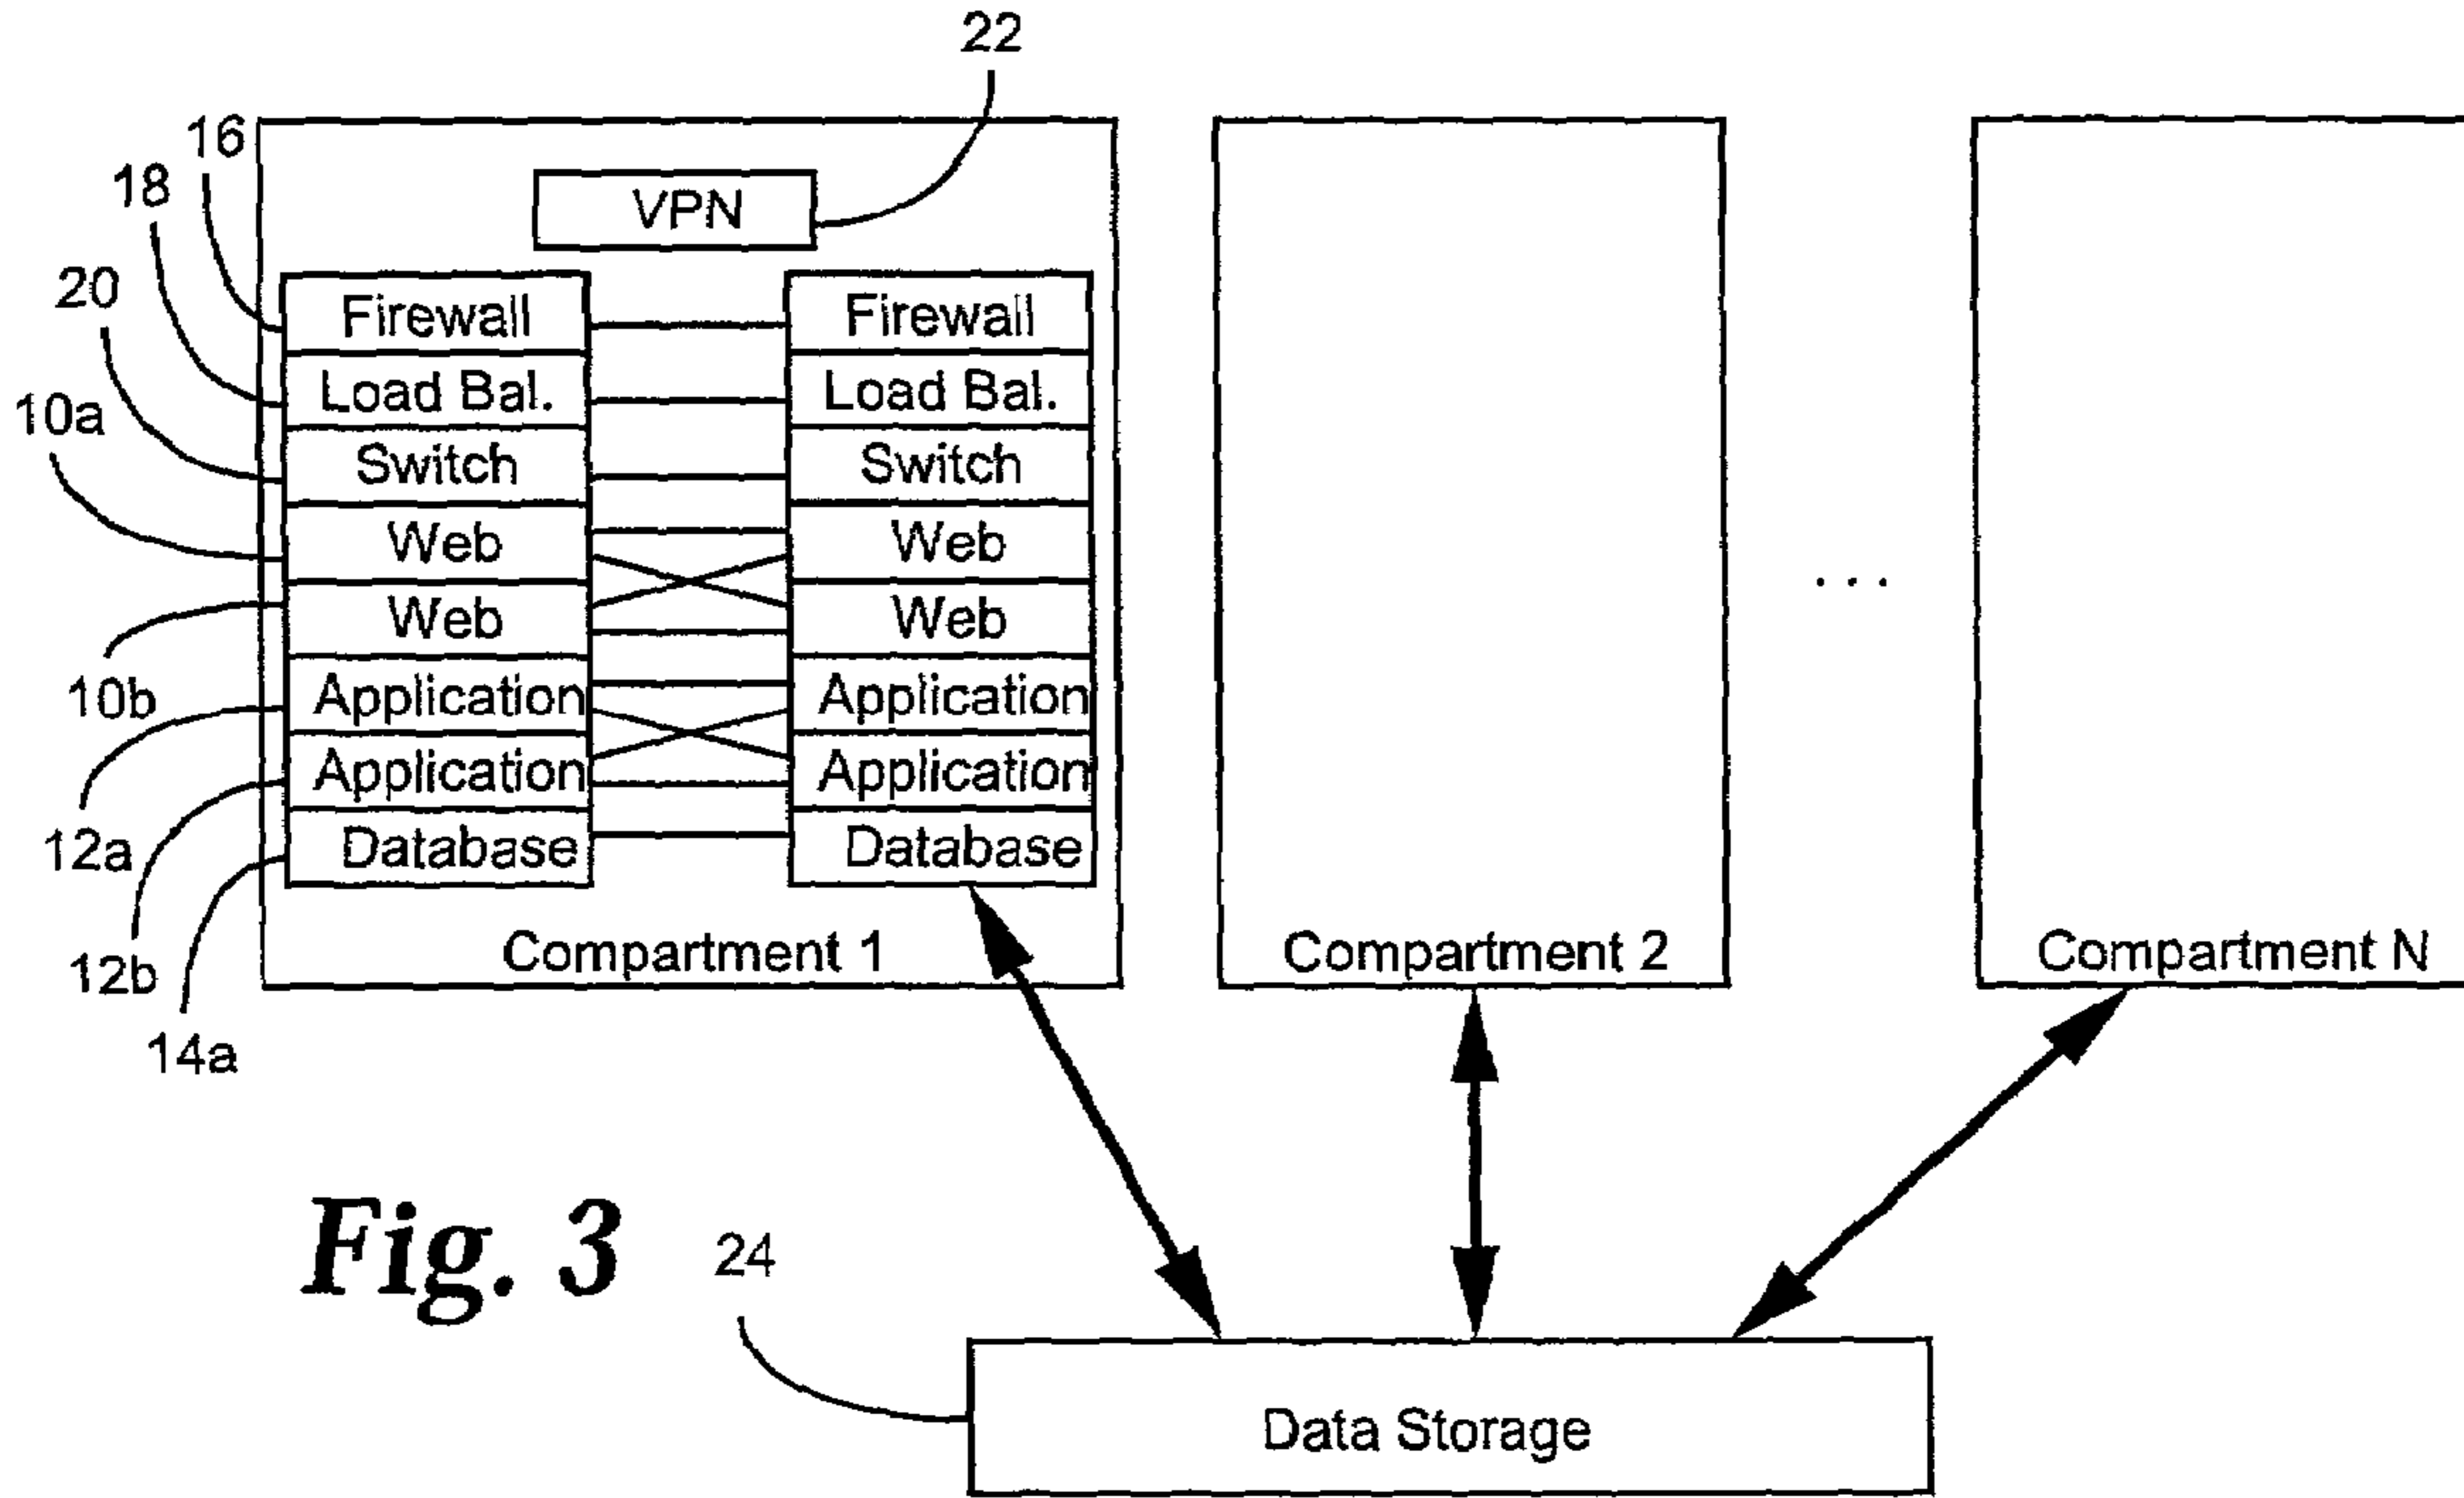 22
16
VPN
18
20
Firewall Firewall
Load Bal. Load Bal.
10a
Switch Switch
Web Web
...
Web Web
10b
Application Application
Application Application
12a
Database Database
12b
Compartment 1 Compartment 2 Compartment N
14a
Fig. 3
24
Data Storage